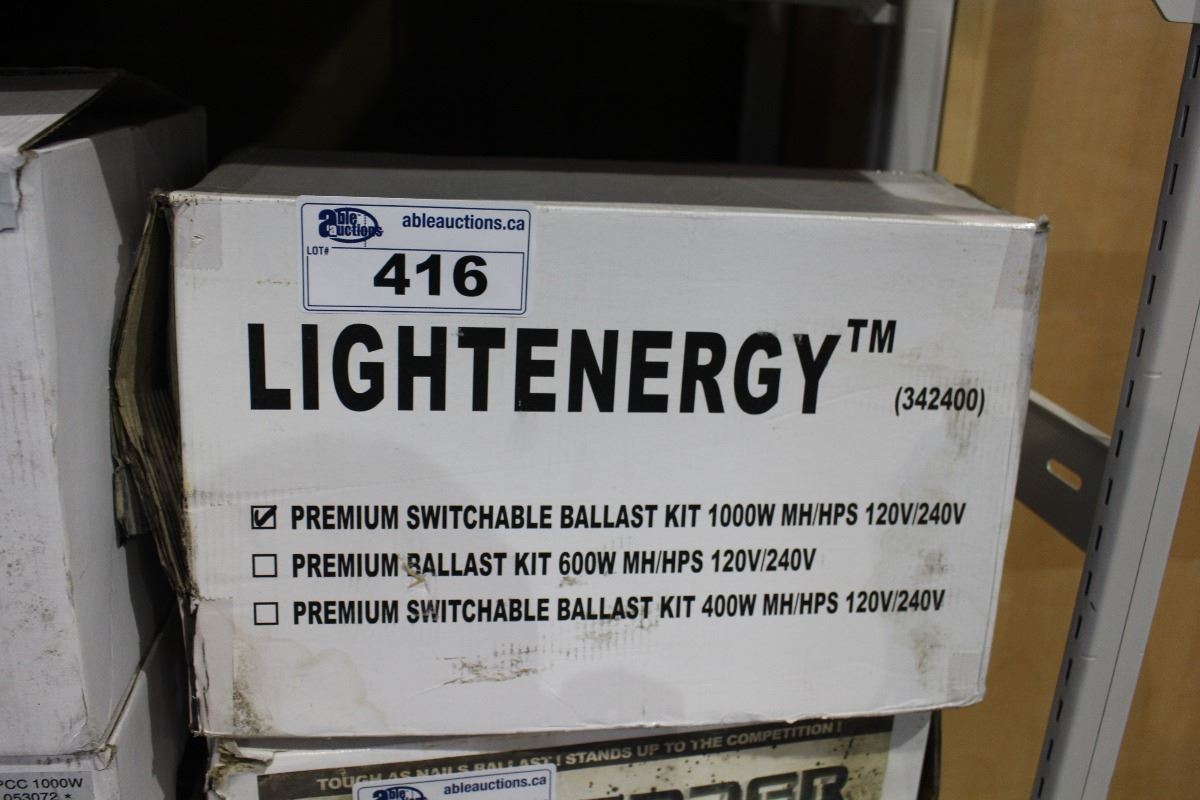 able auctions
ableauctions.ca
LOT#
416
LIGHTENERGY™
(342400)
☑ PREMIUM SWITCHABLE BALLAST KIT 1000W MH/HPS 120V/240V
☐ PREMIUM BALLAST KIT 600W MH/HPS 120V/240V
☐ PREMIUM SWITCHABLE BALLAST KIT 400W MH/HPS 120V/240V
TOUGH AS NAILS BALLAST! STANDS UP TO THE COMPETITION!
able
ableauctions.ca
PCC 1000W
053072 *